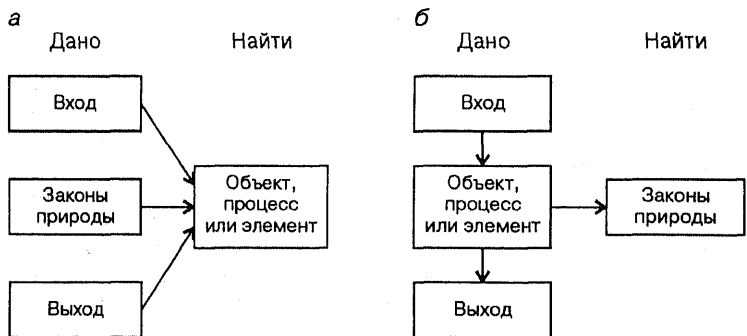 а
Дано
Найти
Вход
Законы
природы
Объект,
процесс
или элемент
Выход
б
Дано
Найти
Вход
Объект,
процесс
или элемент
Законы
природы
Выход